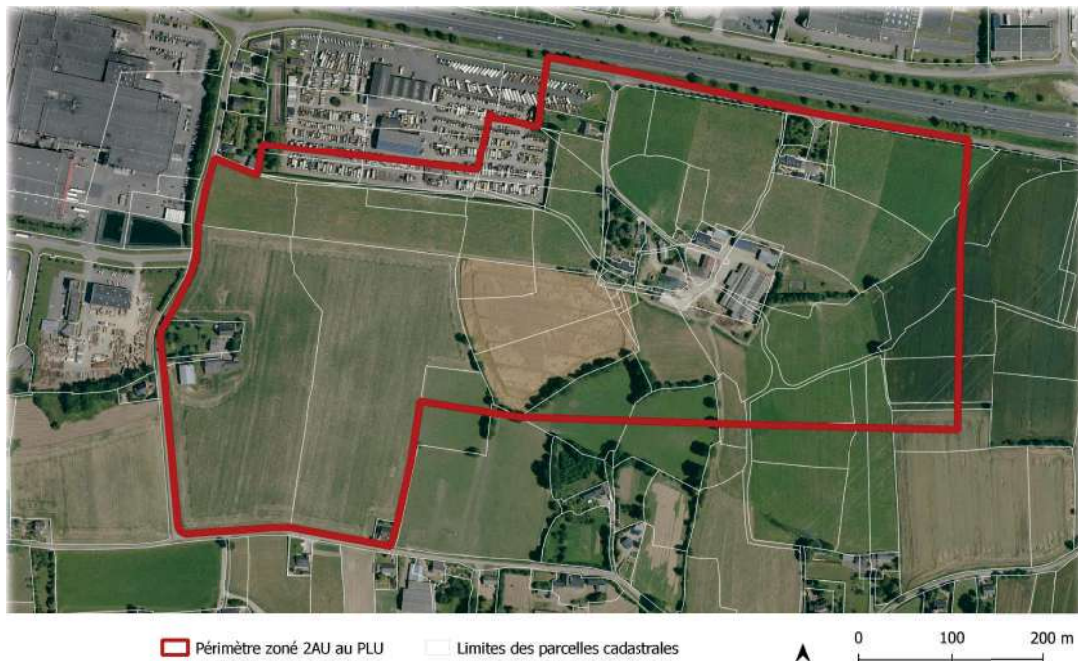 Périmètre zoné 2AU au PLU
Limites des parcelles cadastrales
0 100 200 m